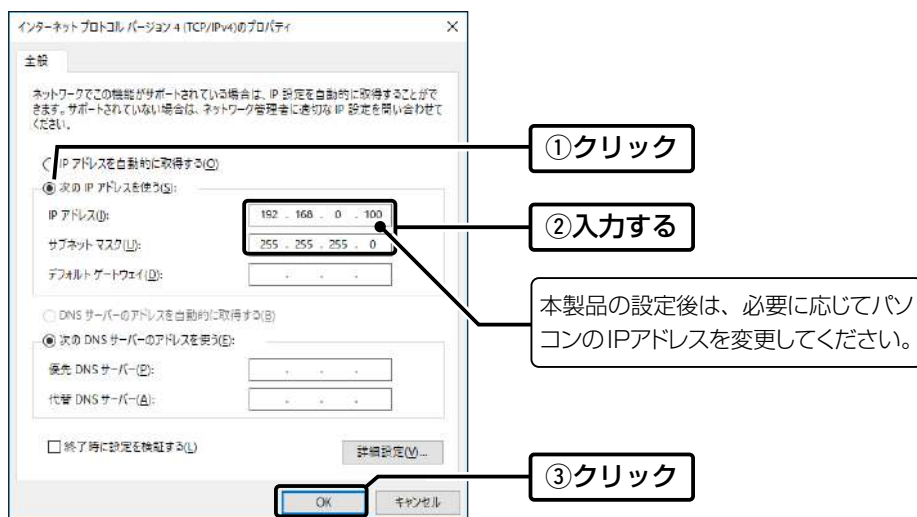 インターネット プロトコル バージョン 4 (TCP/IPv4)のプロパティ
全般
ネットワークでこの機能がサポートされている場合は、IP 設定を自動的に取得することがで
きます。サポートされていない場合は、ネットワーク管理者に適切な IP 設定を問い合わせて
ください。
IP アドレスを自動的に取得する(O)
次の IP アドレスを使う(S):
IP アドレス(I):
192 . 168 . 0 . 100
サブネット マスク(U):
255 . 255 . 255 . 0
デフォルト ゲートウェイ(D):
. . .
DNS サーバーのアドレスを自動的に取得する(B)
次の DNS サーバーのアドレスを使う(E):
優先 DNS サーバー(P):
. . .
代替 DNS サーバー(A):
. . .
終了時に設定を検証する(L)
詳細設定(V)...
OK
キャンセル
①クリック
②入力する
本製品の設定後は、必要に応じてパソ
コンのIPアドレスを変更してください。
③クリック